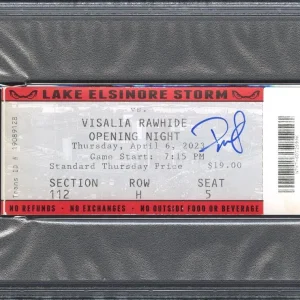 LAKE ELSINORE STORM
vs.
VISALIA RAWHIDE
OPENING NIGHT
Thursday, April 6, 2023
Game Start: 7:15 PM
Standard Thursday Price $19.00
SECTION ROW SEAT
112 H 5
NO REFUNDS - NO EXCHANGES - NO OUTSIDE FOOD OR BEVERAGE